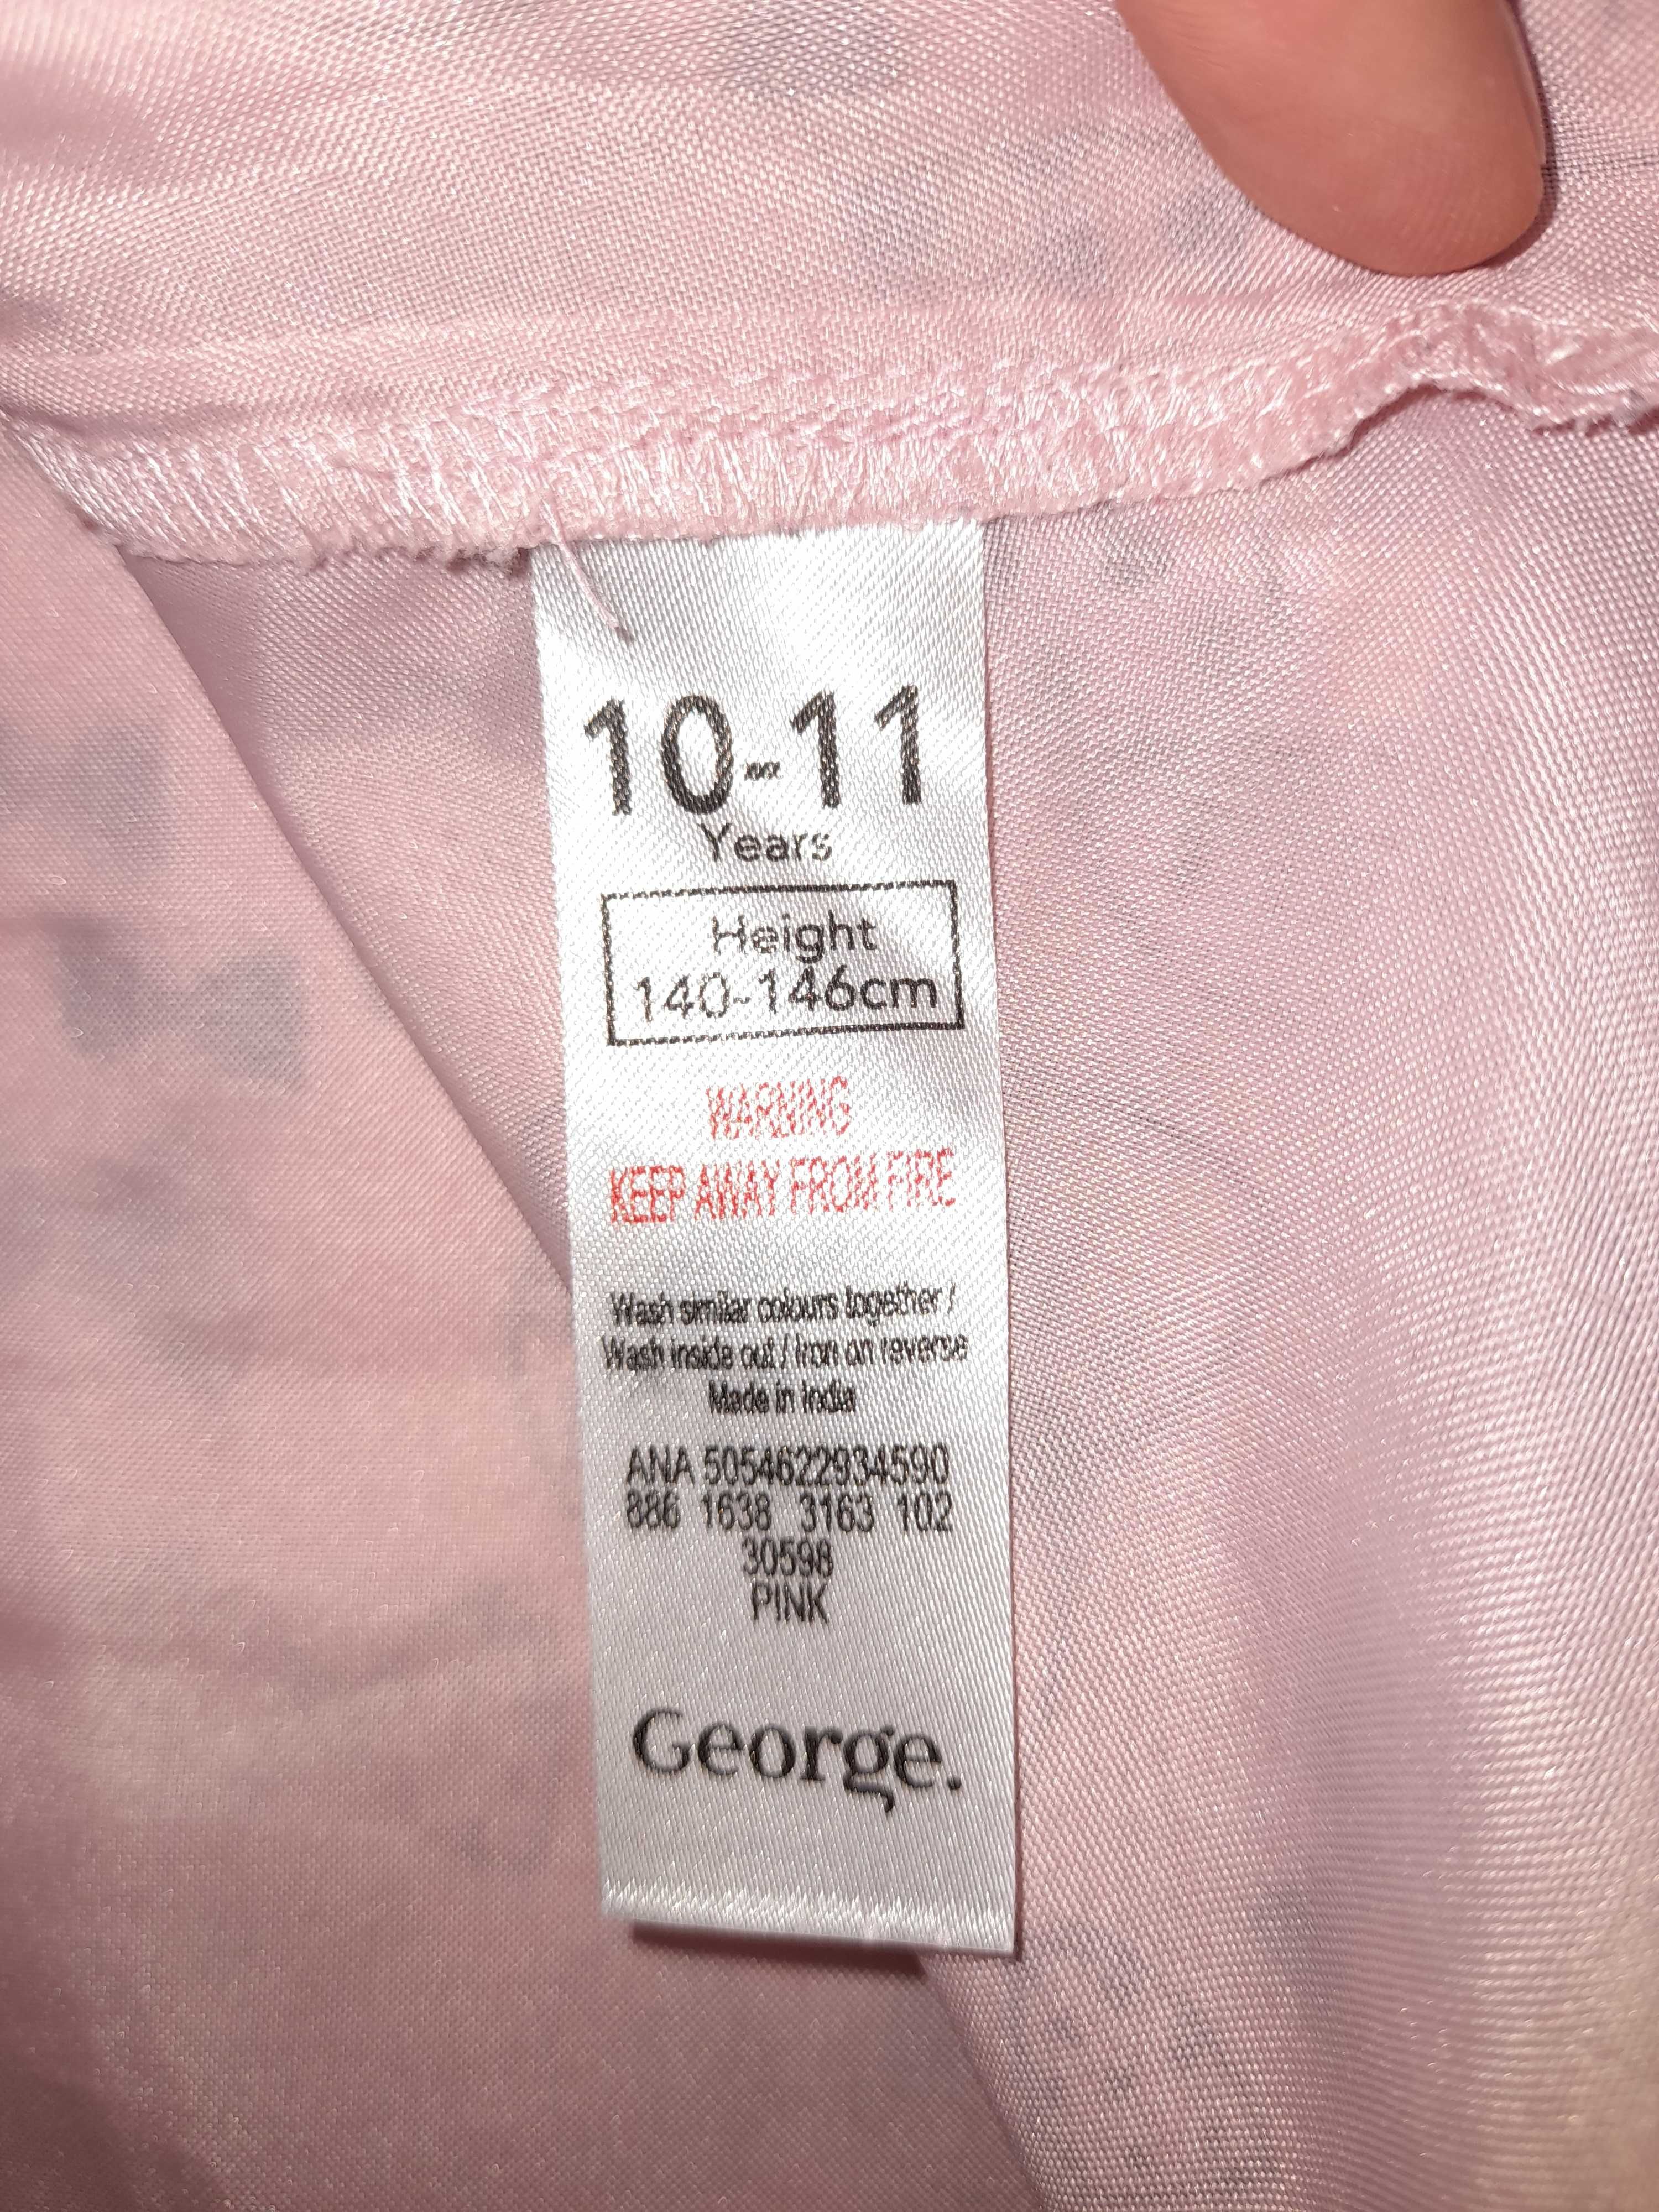 10-11
Years
Height
140-146cm
WARNING
KEEP AWAY FROM FIRE
Wash similar colours together /
Wash inside out / Iron on reverse
Made in India
ANA 5054622934590
886 1638 3163 102
30598
PINK
George.